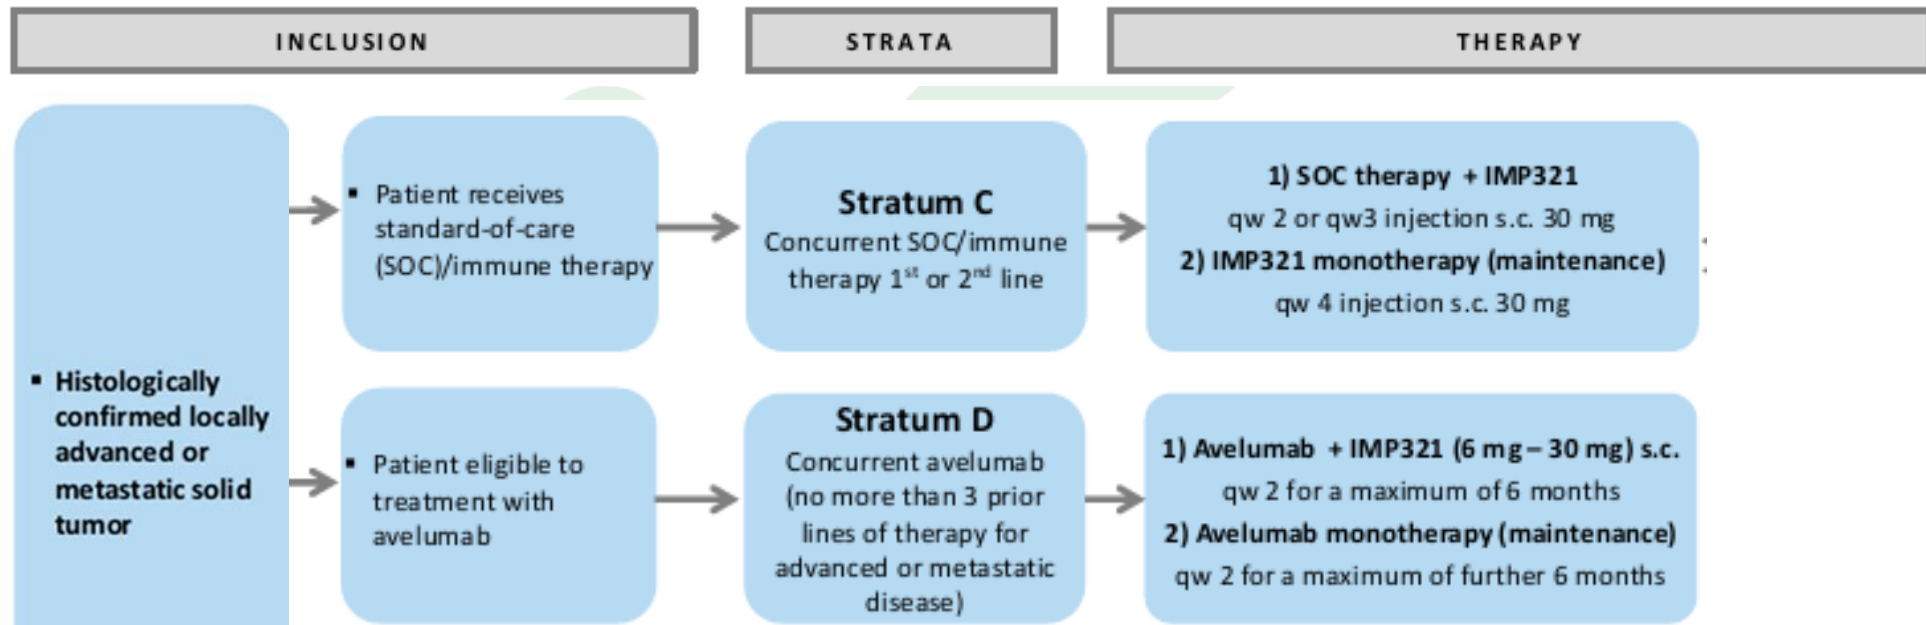 INCLUSION
STRATA
THERAPY
▪ Histologically
confirmed locally
advanced or
metastatic solid
tumor
▪ Patient receives
standard-of-care
(SOC)/immune therapy
Stratum C
Concurrent SOC/immune
therapy 1st or 2nd line
1) SOC therapy + IMP321
qw 2 or qw3 injection s.c. 30 mg
2) IMP321 monotherapy (maintenance)
qw 4 injection s.c. 30 mg
▪ Patient eligible to
treatment with
avelumab
Stratum D
Concurrent avelumab
(no more than 3 prior
lines of therapy for
advanced or metastatic
disease)
1) Avelumab + IMP321 (6 mg – 30 mg) s.c.
qw 2 for a maximum of 6 months
2) Avelumab monotherapy (maintenance)
qw 2 for a maximum of further 6 months